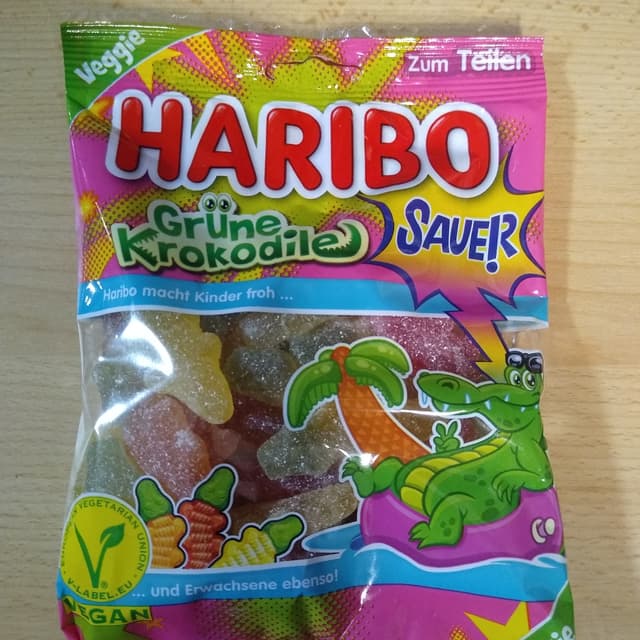 Veggie
Zum Teilen
HARIBO
Grüne
Krokodile
SAUER
Haribo macht Kinder froh ...
VEGETARIAN UNION
V-LABEL.EU
VEGAN
... und Erwachsene ebenso!